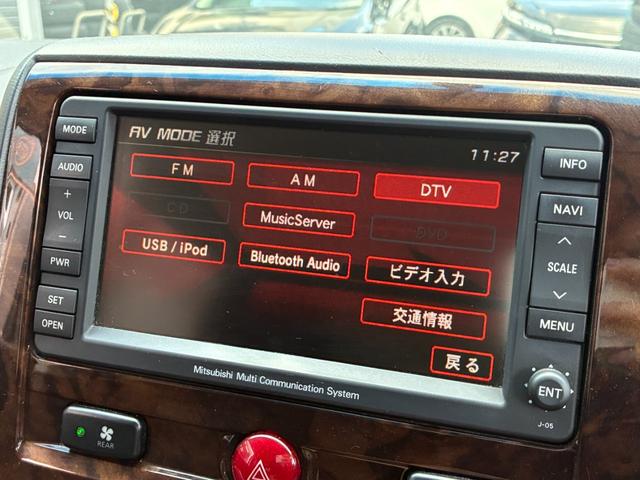 AV MODE 選択
11:27
FM
AM
DTV
CD
MusicServer
DVD
USB / iPod
Bluetooth Audio
ビデオ入力
交通情報
戻る
MODE
AUDIO
+
VOL
−
PWR
SET
OPEN
INFO
NAVI
SCALE
MENU
ENT
J-05
Mitsubishi Multi Communication System
REAR